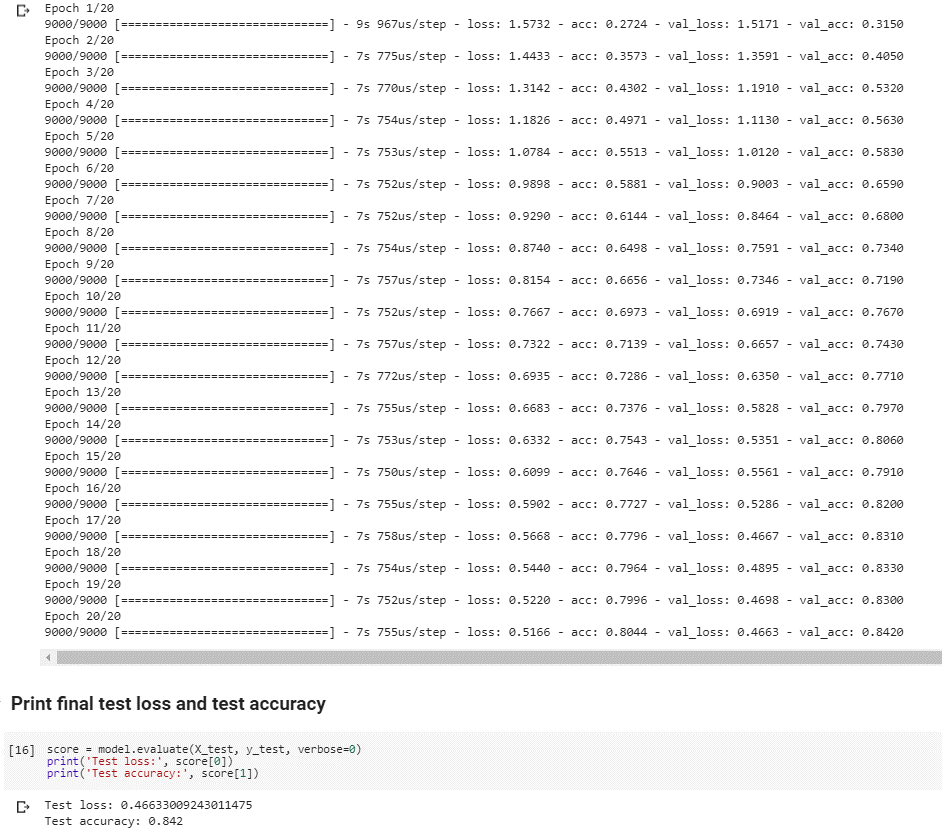 Epoch 1/20
9000/9000 [==============================] - 9s 967us/step - loss: 1.5732 - acc: 0.2724 - val_loss: 1.5171 - val_acc: 0.3150
Epoch 2/20
9000/9000 [==============================] - 7s 775us/step - loss: 1.4433 - acc: 0.3573 - val_loss: 1.3591 - val_acc: 0.4050
Epoch 3/20
9000/9000 [==============================] - 7s 770us/step - loss: 1.3142 - acc: 0.4302 - val_loss: 1.1910 - val_acc: 0.5320
Epoch 4/20
9000/9000 [==============================] - 7s 754us/step - loss: 1.1826 - acc: 0.4971 - val_loss: 1.1130 - val_acc: 0.5630
Epoch 5/20
9000/9000 [==============================] - 7s 753us/step - loss: 1.0784 - acc: 0.5513 - val_loss: 1.0120 - val_acc: 0.5830
Epoch 6/20
9000/9000 [==============================] - 7s 752us/step - loss: 0.9898 - acc: 0.5881 - val_loss: 0.9003 - val_acc: 0.6590
Epoch 7/20
9000/9000 [==============================] - 7s 752us/step - loss: 0.9290 - acc: 0.6144 - val_loss: 0.8464 - val_acc: 0.6800
Epoch 8/20
9000/9000 [==============================] - 7s 754us/step - loss: 0.8740 - acc: 0.6498 - val_loss: 0.7591 - val_acc: 0.7340
Epoch 9/20
9000/9000 [==============================] - 7s 757us/step - loss: 0.8154 - acc: 0.6656 - val_loss: 0.7346 - val_acc: 0.7190
Epoch 10/20
9000/9000 [==============================] - 7s 752us/step - loss: 0.7667 - acc: 0.6973 - val_loss: 0.6919 - val_acc: 0.7670
Epoch 11/20
9000/9000 [==============================] - 7s 757us/step - loss: 0.7322 - acc: 0.7139 - val_loss: 0.6657 - val_acc: 0.7430
Epoch 12/20
9000/9000 [==============================] - 7s 772us/step - loss: 0.6935 - acc: 0.7286 - val_loss: 0.6350 - val_acc: 0.7710
Epoch 13/20
9000/9000 [==============================] - 7s 755us/step - loss: 0.6683 - acc: 0.7376 - val_loss: 0.5828 - val_acc: 0.7970
Epoch 14/20
9000/9000 [==============================] - 7s 753us/step - loss: 0.6332 - acc: 0.7543 - val_loss: 0.5351 - val_acc: 0.8060
Epoch 15/20
9000/9000 [==============================] - 7s 750us/step - loss: 0.6099 - acc: 0.7646 - val_loss: 0.5561 - val_acc: 0.7910
Epoch 16/20
9000/9000 [==============================] - 7s 755us/step - loss: 0.5902 - acc: 0.7727 - val_loss: 0.5286 - val_acc: 0.8200
Epoch 17/20
9000/9000 [==============================] - 7s 758us/step - loss: 0.5668 - acc: 0.7796 - val_loss: 0.4667 - val_acc: 0.8310
Epoch 18/20
9000/9000 [==============================] - 7s 754us/step - loss: 0.5440 - acc: 0.7964 - val_loss: 0.4895 - val_acc: 0.8330
Epoch 19/20
9000/9000 [==============================] - 7s 752us/step - loss: 0.5220 - acc: 0.7996 - val_loss: 0.4698 - val_acc: 0.8300
Epoch 20/20
9000/9000 [==============================] - 7s 755us/step - loss: 0.5166 - acc: 0.8044 - val_loss: 0.4663 - val_acc: 0.8420
Print final test loss and test accuracy
[16] score = model.evaluate(X_test, y_test, verbose=0)
print('Test loss:', score[0])
print('Test accuracy:', score[1])
Test loss: 0.46633009243011475
Test accuracy: 0.842